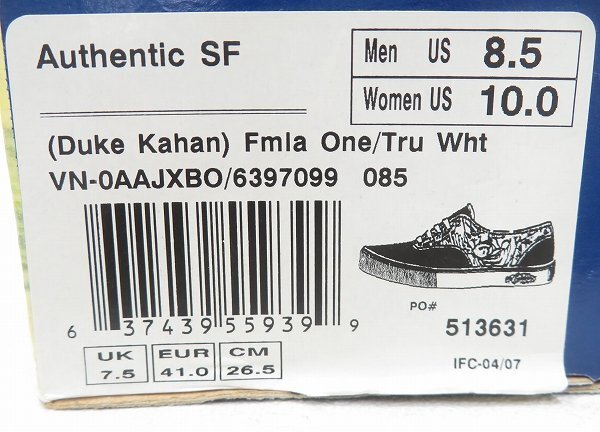 Authentic SF
Men US 8.5
Women US 10.0
(Duke Kahan) Fmla One/Tru Wht
VN-0AAJXBO/6397099 085
6 37439 55939 9
PO#
513631
UK EUR CM
7.5 41.0 26.5
IFC-04/07